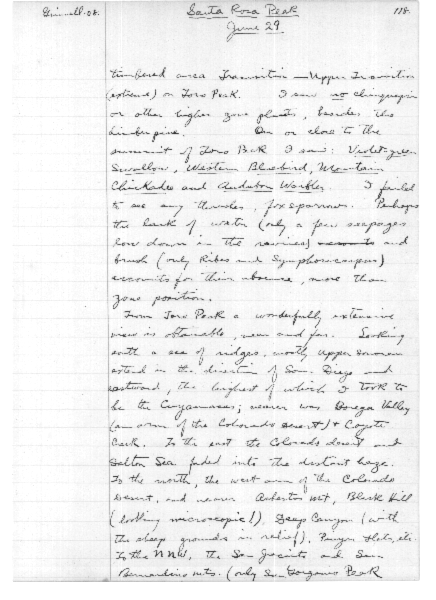 Grinnell-08.
Santa Rosa Peak
118
June 29
timbered area Transition—Upper Transition
(extreme) on Toro Peak. I saw no chinquapin
or other higher zone plants, besides the
limber pine. On or close to the
summit of Toro Peak I saw: Violet-green
Swallow, Western Bluebird, Mountain
Chickadee and Audubon Warbler. I failed
to see any thrushes, fox sparrows. Perhaps
the lack of water (only a few seepages
low down in the ravines) accounts and
brush (only Ribes and Symphoricarpus)
accounts for their absence, more than
zone position.
From Toro Peak a wonderfully extensive
view is obtainable, near and far. Looking
south a sea of ridges, mostly Upper Sonoran
extend in the direction of San Diego and
eastward, the highest of which I took to
be the Cuyamacas; nearer was Borega Valley
(an arm of the Colorado desert) & Coyote
Creek. To the east the Colorado desert and
Salton Sea faded into the distant haze.
To the north, the west arm of the Colorado
Desert, and nearer Asbestos Mt, Black Hill
(looking microscopic!), Deep Canyon (with
the sheep grounds in relief), Pinyon Flats, etc.
To the NNW. the San Jacinto and San
Bernardino mts. (only San Gorgonio Peak